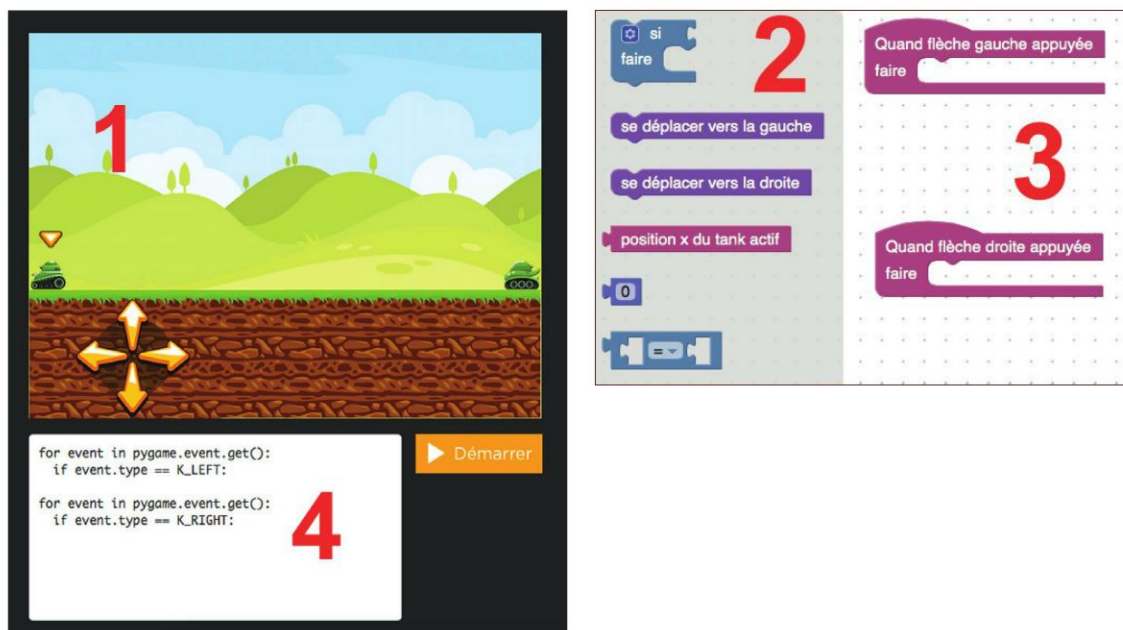 1
for event in pygame.event.get():
if event.type == K_LEFT:
for event in pygame.event.get():
if event.type == K_RIGHT:
4
Démarrer
si
faire
2
se déplacer vers la gauche
se déplacer vers la droite
position x du tank actif
0
=
Quand flèche gauche appuyée
faire
3
Quand flèche droite appuyée
faire